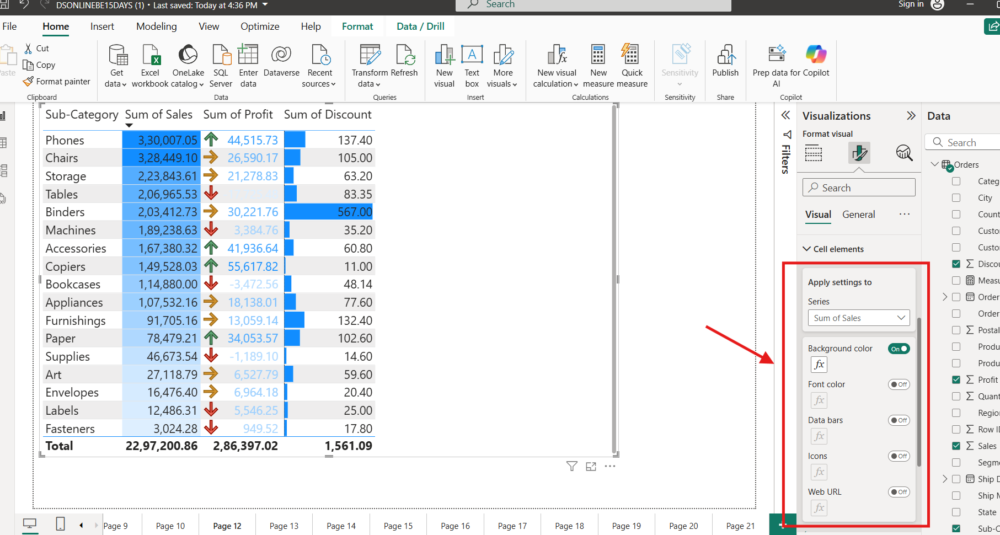 DSONLINEBE15DAYS (1) • Last saved: Today at 4:36 PM
Search
Sign in
File Home Insert Modeling View Optimize Help Format Data / Drill
Cut
Copy
Format painter
Clipboard
Get data
Excel workbook
OneLake catalog
SQL Server
Enter data
Dataverse
Recent sources
Data
Transform data
Refresh
Queries
New visual
Text box
More visuals
Insert
New visual calculation
New measure
Quick measure
Calculations
Sensitivity
Sensitivity
Publish
Share
Prep data for AI
Copilot
Copilot
Sub-Category Sum of Sales Sum of Profit Sum of Discount
Phones 3,30,007.05 44,515.73 137.40
Chairs 3,28,449.10 26,590.17 105.00
Storage 2,23,843.61 21,278.83 63.20
Tables 2,06,965.53 83.35
Binders 2,03,412.73 30,221.76 567.00
Machines 1,89,238.63 3,384.76 35.20
Accessories 1,67,380.32 41,936.64 60.80
Copiers 1,49,528.03 55,617.82 11.00
Bookcases 1,14,880.00 -3,472.56 48.14
Appliances 1,07,532.16 18,138.01 77.60
Furnishings 91,705.16 13,059.14 132.40
Paper 78,479.21 34,053.57 102.60
Supplies 46,673.54 -1,189.10 14.60
Art 27,118.79 6,527.79 59.60
Envelopes 16,476.40 6,964.18 20.40
Labels 12,486.31 5,546.25 25.00
Fasteners 3,024.28 949.52 17.80
Total 22,97,200.86 2,86,397.02 1,561.09
Filters
Visualizations
Format visual
Search
Visual General
Cell elements
Apply settings to
Series
Sum of Sales
Background color On
fx
Font color Off
fx
Data bars Off
fx
Icons Off
fx
Web URL Off
fx
Data
Search
Orders
Categ
City
Count
Custo
Custo
Discou
Measu
Order
Order
Postal
Produ
Produ
Profit
Quant
Region
Row ID
Sales
Segme
Ship D
Ship M
State
Sub-C
Page 9 Page 10 Page 12 Page 13 Page 14 Page 15 Page 16 Page 17 Page 18 Page 19 Page 20 Page 21